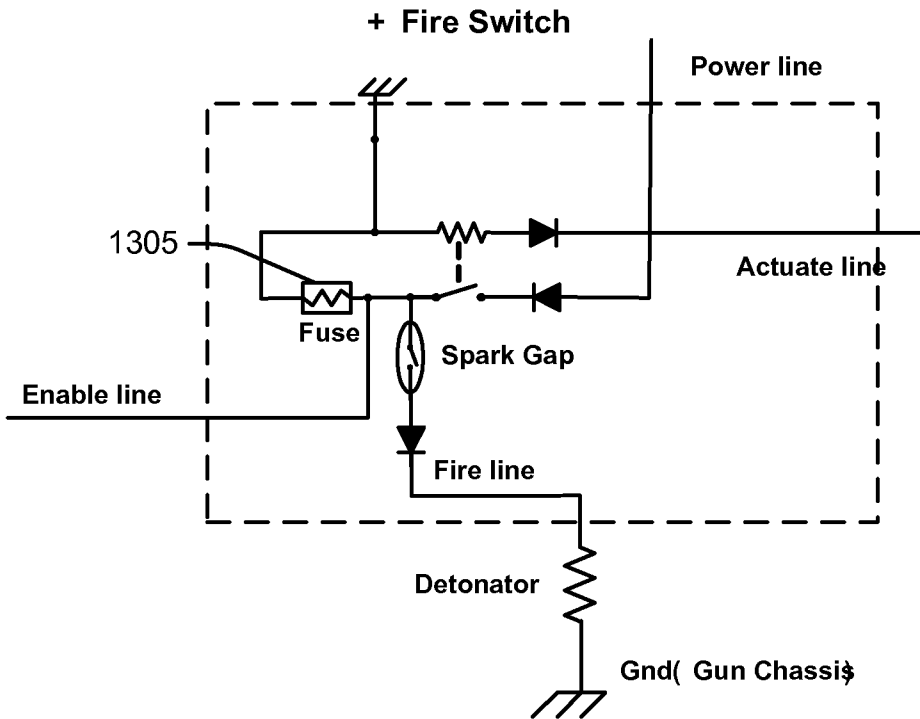 + Fire Switch
Power line
1305
Actuate line
Fuse
Spark Gap
Enable line
Fire line
Detonator
Gnd( Gun Chassis)